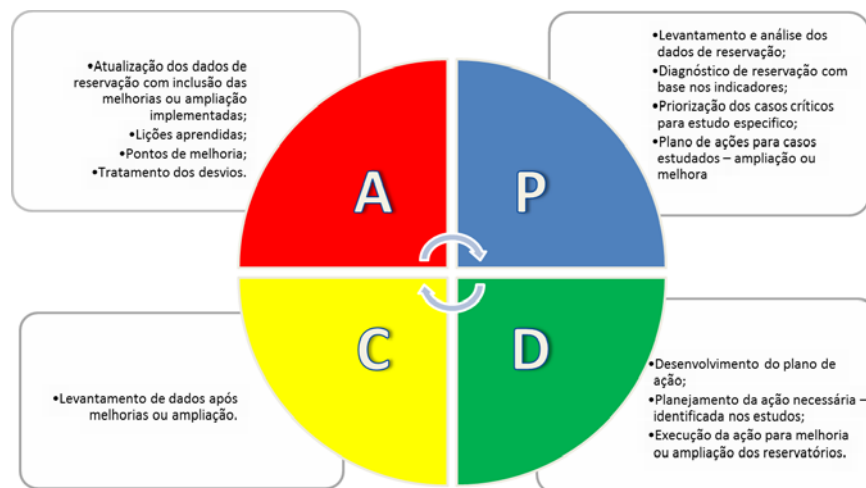 •Atualização dos dados de
reservação com inclusão das
melhorias ou ampliação
implementadas;
•Lições aprendidas;
•Pontos de melhoria;
•Tratamento dos desvios.
A
P
•Levantamento e análise dos
dados de reservação;
•Diagnóstico de reservação com
base nos indicadores;
•Priorização dos casos críticos
para estudo especifico;
•Plano de ações para casos
estudados – ampliação ou
melhora
•Levantamento de dados após
melhorias ou ampliação.
C
D
•Desenvolvimento do plano de
ação;
•Planejamento da ação necessária –
identificada nos estudos;
•Execução da ação para melhoria
ou ampliação dos reservatórios.